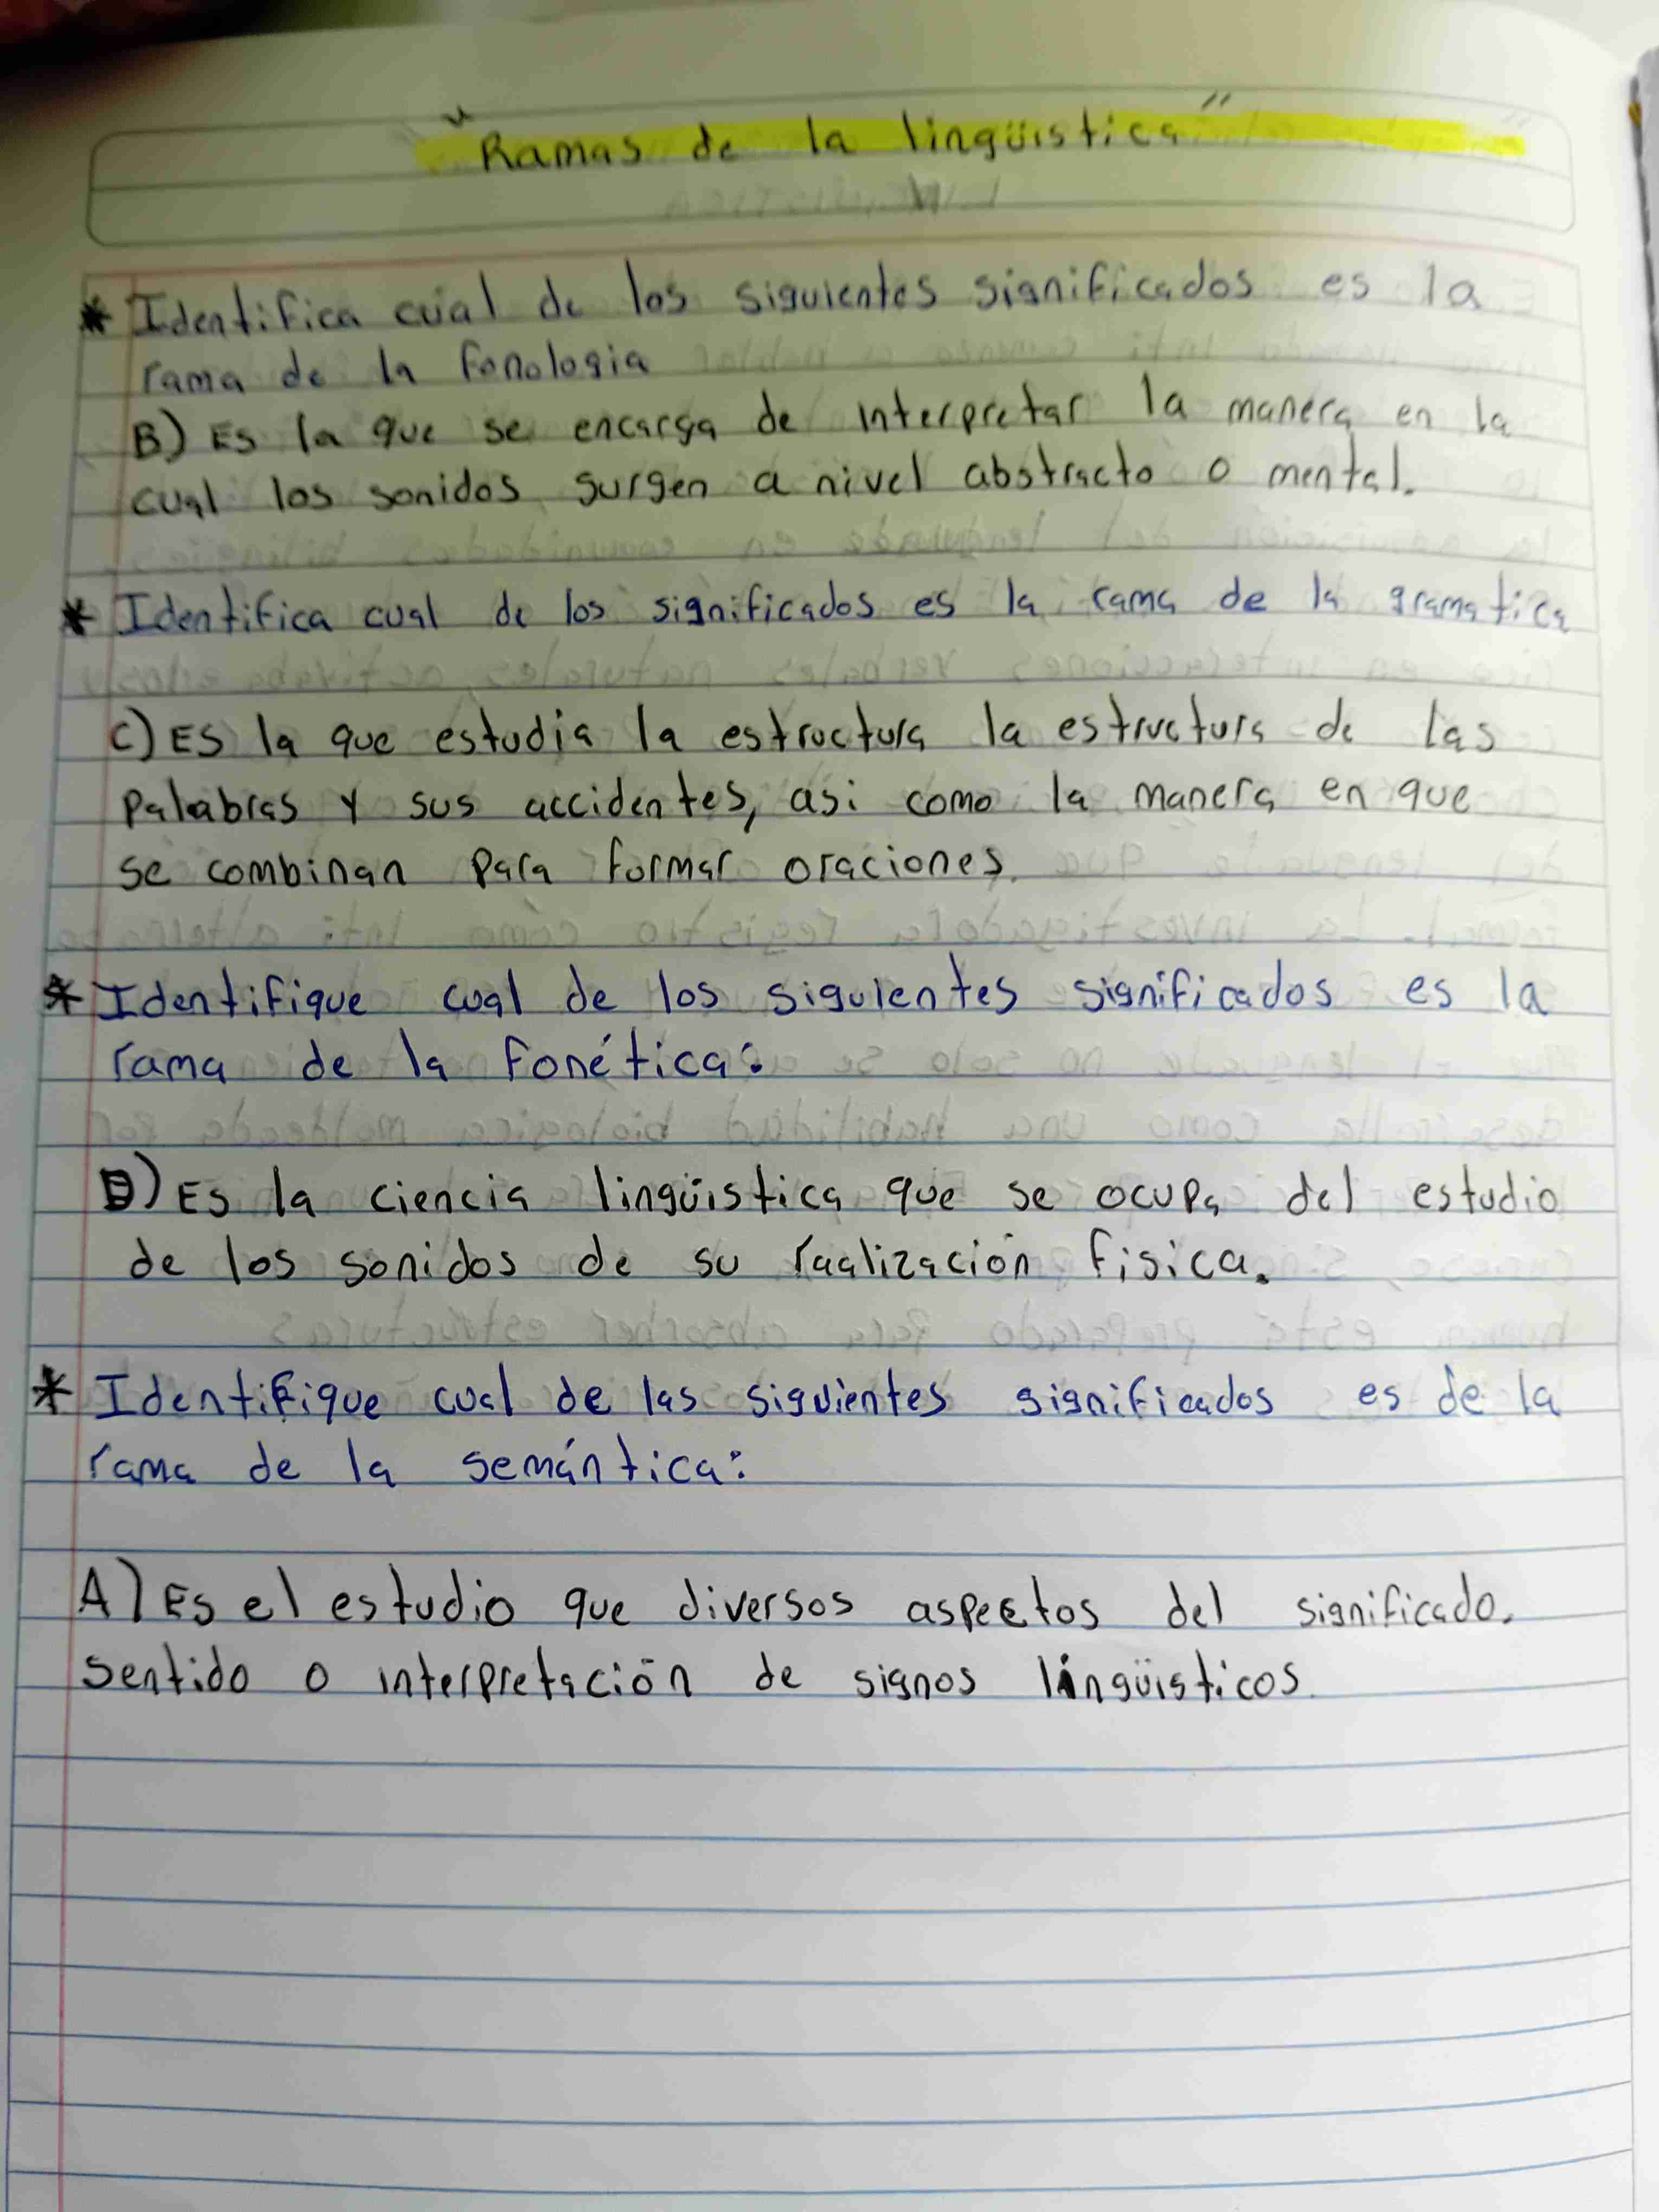 "Ramas de la lingüistica"
* Identifica cúal de los siguientes significados es la
rama de la fonologia
B) Es la que se encarga de interpretar la manera en la
cual los sonidos surgen a nivel abstracto o mental.
* Identifica cual de los significados es la rama de la gramatica
C) Es la que estudia la estructura la estructura de las
palabras y sus accidentes, asi como la manera en que
se combinan para formar oraciones.
* Identifique cual de los siguientes significados es la
rama de la fonética:
D) Es la ciencia lingüistica que se ocupa del estudio
de los sonidos de su raalización fisica.
* Identifique cual de las siguientes significados es de la
rama de la semántica:
A) Es el estudio que diversos aspectos del significado.
sentido o interpretación de signos lingüisticos.